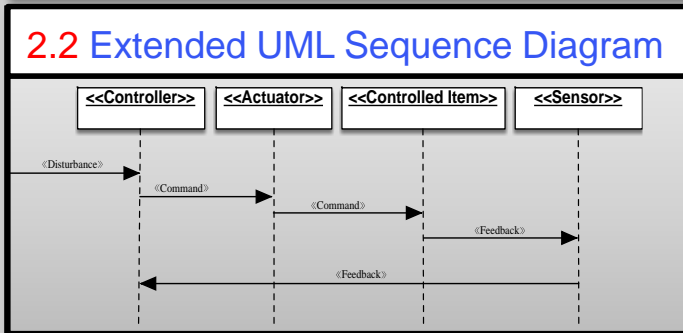 2.2 Extended UML Sequence Diagram
<<Controller>> <<Actuator>> <<Controlled Item>> <<Sensor>>
《Disturbance》
《Command》
《Command》
《Feedback》
《Feedback》